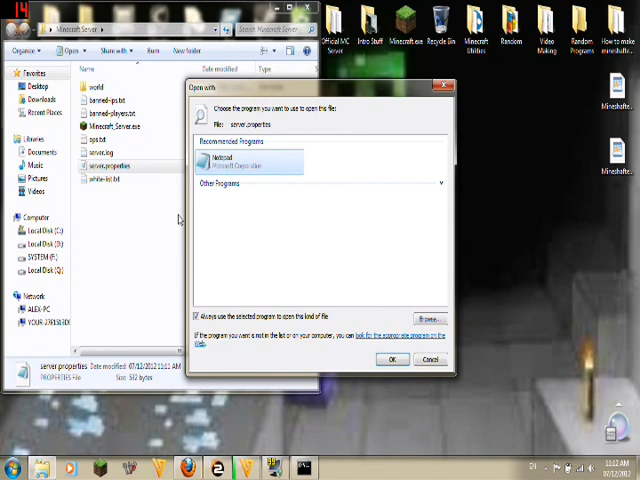 14
Minecraft Server
Search Minecraft Server
Organize
Open
Share with
Burn
New folder
Name
Date modified
Favorites
Desktop
Downloads
Recent Places
Libraries
Documents
Music
Pictures
Videos
Computer
Local Disk (C:)
Local Disk (D:)
SYSTEM (F:)
Local Disk (Q:)
Network
ALEX-PC
world
banned-ips.txt
banned-players.txt
Minecraft_Server.exe
ops.txt
server.log
server.properties
white-list.txt
server.properties Date modified: 07/12/2012 11:11 AM
PROPERTIES File
Size: 532 bytes
Open with
Choose the program you want to use to open this file:
File: server.properties
Recommended Programs
Notepad
Microsoft Corporation
Other Programs
Always use the selected program to open this kind of file
Browse...
If the program you want is not in the list or on your computer, you can look for the appropriate program on the
Web.
OK
Cancel
Official MC
Server
Intro Stuff
Minecraft.exe
Recycle Bin
Minecraft
Utilities
Random
Video
Making
Random
Programs
How to make
Mineshafte...
Mineshafte...
EN
11:12 AM
07/12/2012